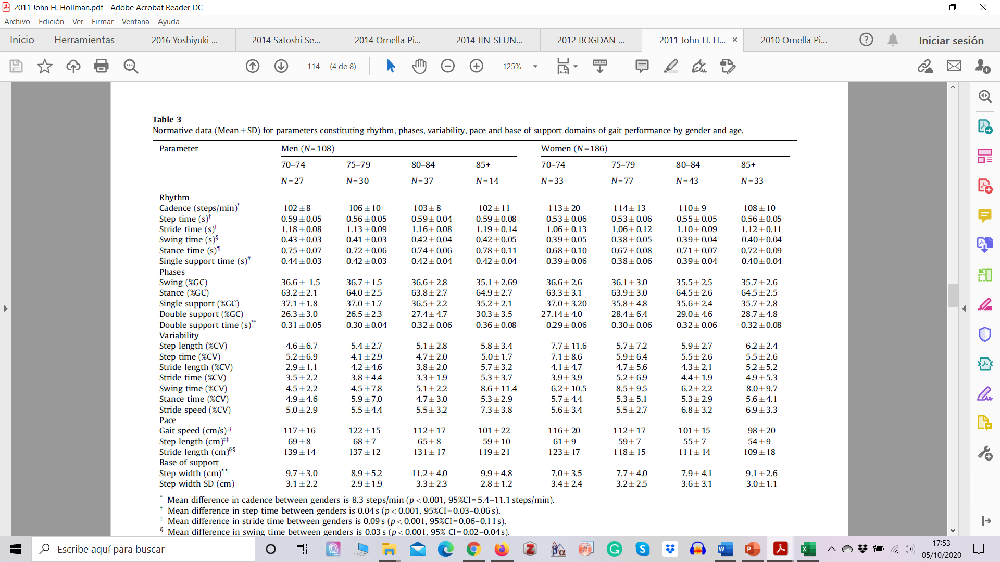 2011 John H. Hollman.pdf - Adobe Acrobat Reader DC
Archivo Edición Ver Firmar Ventana Ayuda
Inicio Herramientas 2016 Yoshiyuki ... 2014 Satoshi Se... 2014 Ornella Pi... 2014 JIN-SEUN... 2012 BOGDAN ... 2011 John H. H... × 2010 Ornella Pi... Iniciar sesión
114 (4 de 8) 125%
Table 3
Normative data (Mean ± SD) for parameters constituting rhythm, phases, variability, pace and base of support domains of gait performance by gender and age.
Parameter Men (N = 108) Women (N = 186)
70–74 75–79 80–84 85+ 70–74 75–79 80–84 85+
N = 27 N = 30 N = 37 N = 14 N = 33 N = 77 N = 43 N = 33
Rhythm
Cadence (steps/min)* 102 ± 8 106 ± 10 103 ± 8 102 ± 11 113 ± 20 114 ± 13 110 ± 9 108 ± 10
Step time (s)† 0.59 ± 0.05 0.56 ± 0.05 0.59 ± 0.04 0.59 ± 0.08 0.53 ± 0.06 0.53 ± 0.06 0.55 ± 0.05 0.56 ± 0.05
Stride time (s)‡ 1.18 ± 0.08 1.13 ± 0.09 1.16 ± 0.08 1.19 ± 0.14 1.06 ± 0.13 1.06 ± 0.12 1.10 ± 0.09 1.12 ± 0.11
Swing time (s)§ 0.43 ± 0.03 0.41 ± 0.03 0.42 ± 0.04 0.42 ± 0.05 0.39 ± 0.05 0.38 ± 0.05 0.39 ± 0.04 0.40 ± 0.04
Stance time (s)¶ 0.75 ± 0.07 0.72 ± 0.06 0.74 ± 0.06 0.78 ± 0.11 0.68 ± 0.10 0.67 ± 0.08 0.71 ± 0.07 0.72 ± 0.09
Single support time (s)# 0.44 ± 0.03 0.42 ± 0.03 0.42 ± 0.04 0.42 ± 0.04 0.39 ± 0.06 0.38 ± 0.06 0.39 ± 0.04 0.40 ± 0.04
Phases
Swing (%GC) 36.6 ± 1.5 36.7 ± 1.5 36.6 ± 2.8 35.1 ± 2.69 36.6 ± 2.6 36.1 ± 3.0 35.5 ± 2.5 35.7 ± 2.6
Stance (%GC) 63.2 ± 2.1 64.0 ± 2.5 63.8 ± 2.7 64.9 ± 2.7 63.3 ± 3.1 63.9 ± 3.0 64.5 ± 2.6 64.5 ± 2.5
Single support (%GC) 37.1 ± 1.8 37.0 ± 1.7 36.5 ± 2.2 35.2 ± 2.1 37.0 ± 3.20 35.8 ± 4.8 35.6 ± 2.4 35.7 ± 2.8
Double support (%GC) 26.3 ± 3.0 26.5 ± 2.3 27.4 ± 4.7 30.3 ± 3.5 27.14 ± 4.0 28.4 ± 6.4 29.0 ± 4.6 28.7 ± 4.8
Double support time (s)** 0.31 ± 0.05 0.30 ± 0.04 0.32 ± 0.06 0.36 ± 0.08 0.29 ± 0.06 0.30 ± 0.06 0.32 ± 0.06 0.32 ± 0.08
Variability
Step length (%CV) 4.6 ± 6.7 5.4 ± 2.7 5.1 ± 2.8 5.8 ± 3.4 7.7 ± 11.6 5.7 ± 7.2 5.9 ± 2.7 6.2 ± 2.4
Step time (%CV) 5.2 ± 6.9 4.1 ± 2.9 4.7 ± 2.0 5.0 ± 1.7 7.1 ± 8.6 5.9 ± 6.4 5.5 ± 2.6 5.5 ± 2.6
Stride length (%CV) 2.9 ± 1.1 4.2 ± 4.6 3.8 ± 2.0 5.7 ± 3.2 4.1 ± 4.7 4.7 ± 5.6 4.3 ± 2.1 5.2 ± 5.2
Stride time (%CV) 3.5 ± 2.2 3.8 ± 4.4 3.3 ± 1.9 5.3 ± 3.7 3.9 ± 3.9 5.2 ± 6.9 4.4 ± 1.9 4.9 ± 5.3
Swing time (%CV) 4.5 ± 2.2 4.5 ± 7.8 5.1 ± 2.2 8.6 ± 11.4 6.2 ± 10.5 8.5 ± 9.5 6.2 ± 2.2 8.0 ± 9.7
Stance time (%CV) 4.9 ± 4.6 5.9 ± 7.0 4.7 ± 3.0 5.3 ± 2.9 5.7 ± 4.4 5.3 ± 5.1 5.3 ± 2.9 5.6 ± 4.1
Stride speed (%CV) 5.0 ± 2.9 5.5 ± 4.4 5.5 ± 3.2 7.3 ± 3.8 5.6 ± 3.4 5.5 ± 2.7 6.8 ± 3.2 6.9 ± 3.3
Pace
Gait speed (cm/s)†† 117 ± 16 122 ± 15 112 ± 17 101 ± 22 116 ± 20 112 ± 17 101 ± 15 98 ± 20
Step length (cm)‡‡ 69 ± 8 68 ± 7 65 ± 8 59 ± 10 61 ± 9 59 ± 7 55 ± 7 54 ± 9
Stride length (cm)§§ 139 ± 14 137 ± 12 131 ± 17 119 ± 21 123 ± 17 118 ± 15 111 ± 14 109 ± 18
Base of support
Step width (cm)¶¶ 9.7 ± 3.0 8.9 ± 5.2 11.2 ± 4.0 9.9 ± 4.8 7.0 ± 3.5 7.7 ± 4.0 7.9 ± 4.1 9.1 ± 2.6
Step width SD (cm) 3.1 ± 2.2 2.9 ± 1.9 3.3 ± 2.3 2.8 ± 1.2 3.4 ± 2.4 3.2 ± 2.5 3.6 ± 3.1 3.0 ± 1.1
* Mean difference in cadence between genders is 8.3 steps/min (p < 0.001, 95%CI = 5.4–11.1 steps/min).
† Mean difference in step time between genders is 0.04 s (p < 0.001, 95%CI = 0.03–0.06 s).
‡ Mean difference in stride time between genders is 0.09 s (p < 0.001, 95%CI = 0.06–0.11 s).
§ Mean difference in swing time between genders is 0.03 s (p < 0.001, 95% CI = 0.02–0.04 s).
Escribe aquí para buscar
17:53
05/10/2020